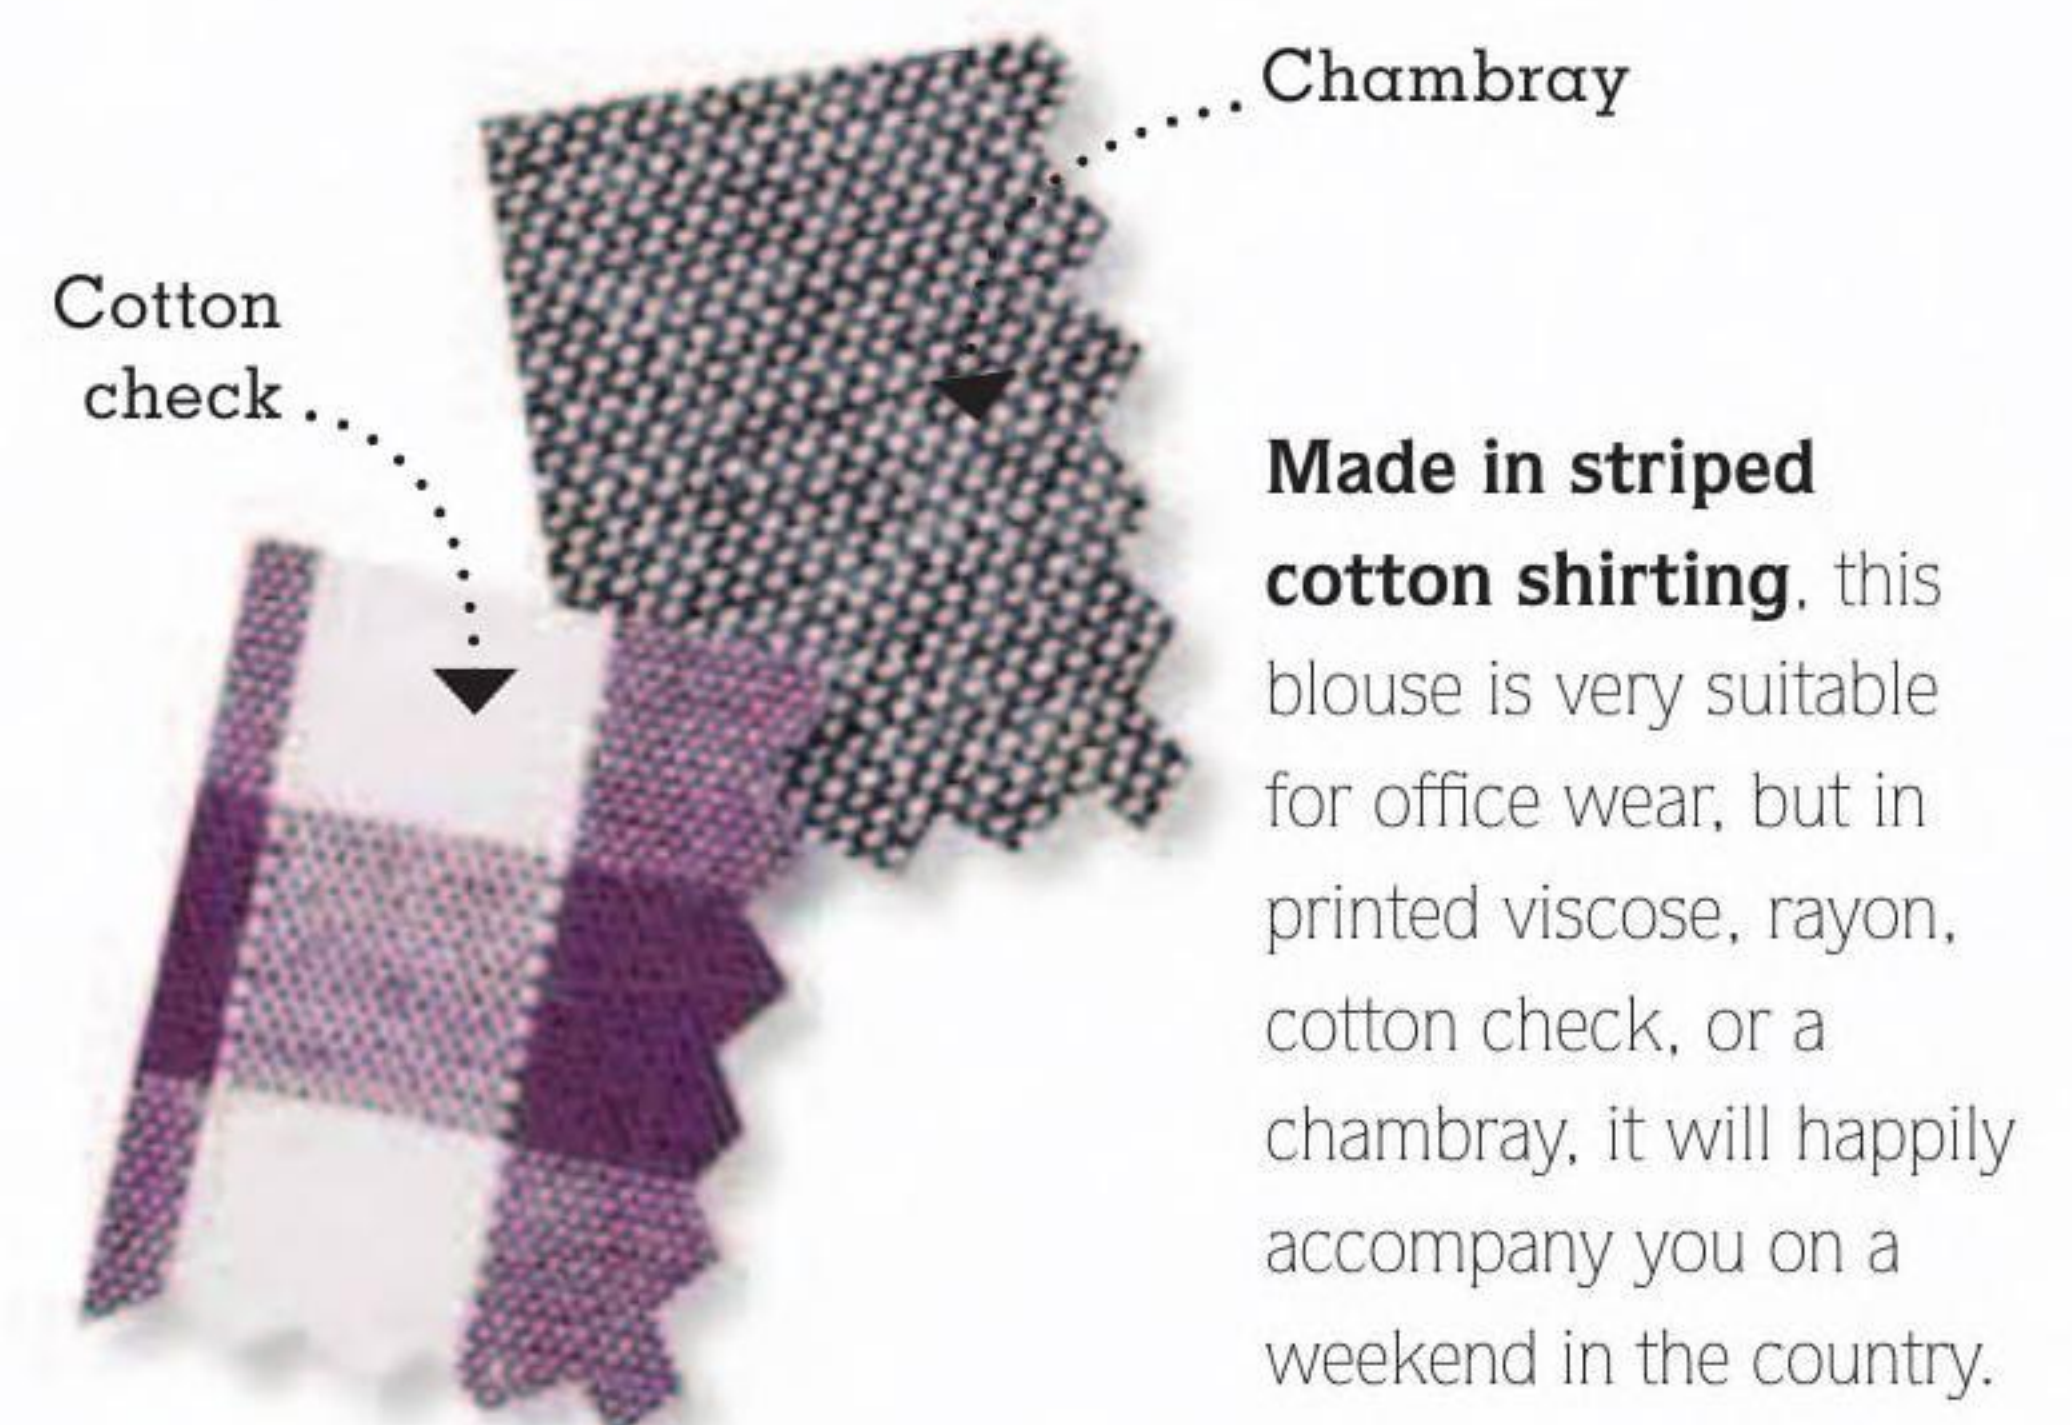 Chambray
Cotton
check
Made in striped
cotton shirting, this
blouse is very suitable
for office wear, but in
printed viscose, rayon,
cotton check, or a
chambray, it will happily
accompany you on a
weekend in the country.